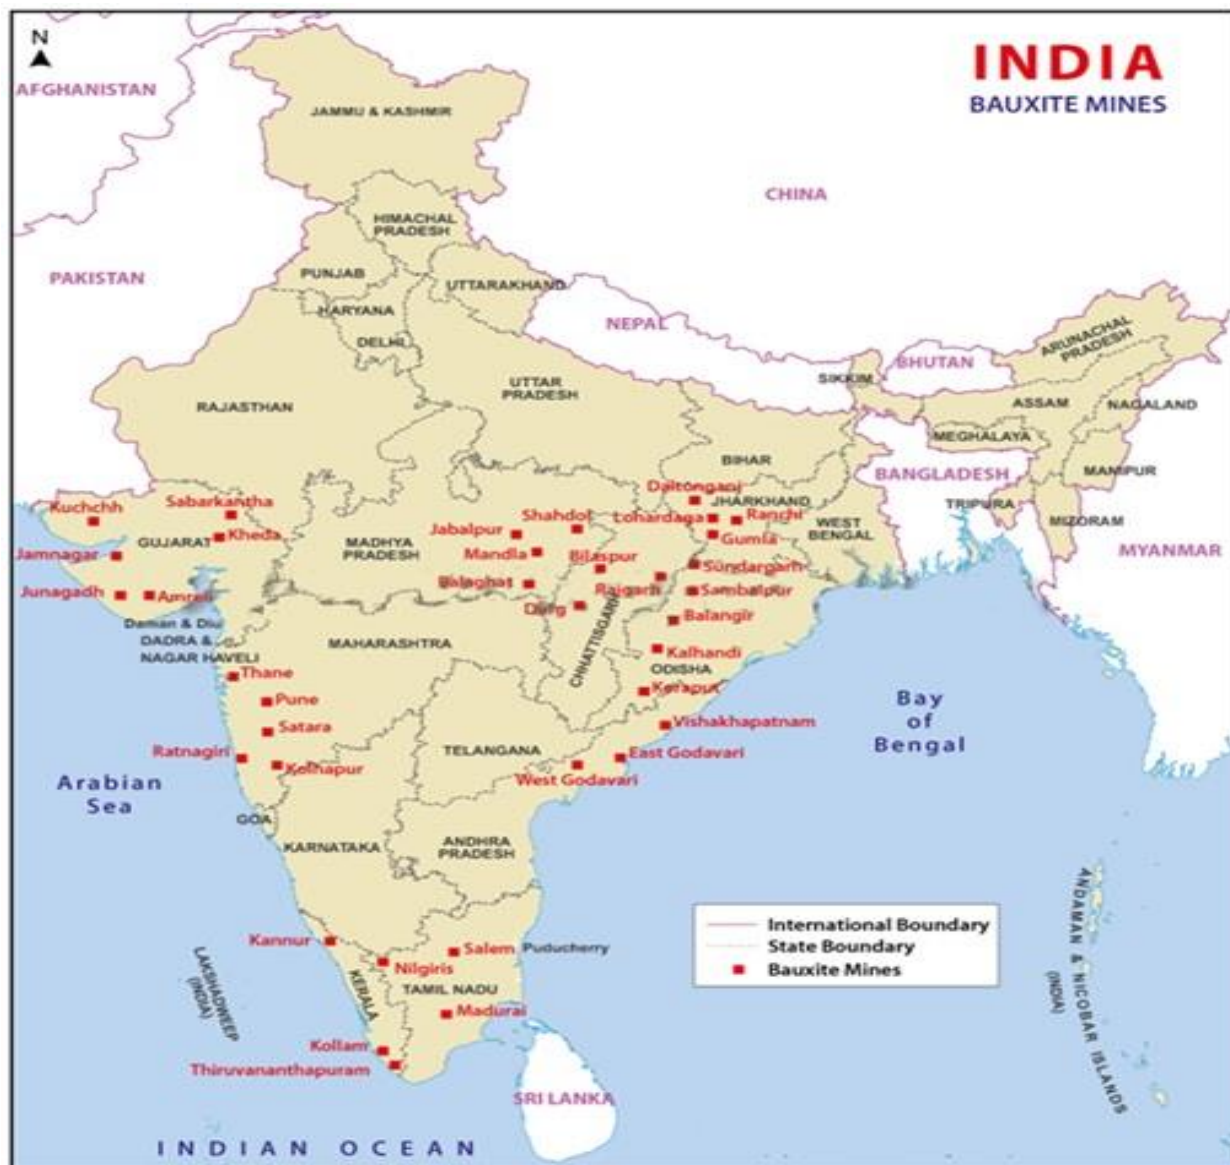 N
INDIA
BAUXITE MINES
AFGHANISTAN
JAMMU & KASHMIR
CHINA
HIMACHAL
PRADESH
PAKISTAN
PUNJAB
UTTARAKHAND
HARYANA
DELHI
NEPAL
ARUNACHAL
PRADESH
BHUTAN
SIKKIM
UTTAR
PRADESH
RAJASTHAN
ASSAM
NAGALAND
MEGHALAYA
BIHAR
MANIPUR
BANGLADESH
Daltonganj
JHARKHAND
TRIPURA
Kuchchh
Sabarkantha
Shahdol
Lohardaga
Ranchi
WEST
BENGAL
MIZORAM
Jabalpur
Kheda
GUJARAT
MADHYA
PRADESH
Gumla
MYANMAR
Jamnagar
Mandla
Bilaspur
Sundargarh
Balaghat
Raigarh
Sambalpur
Junagadh
Amreli
Durg
Balangir
Daman & Diu
DADRA &
NAGAR HAVELI
MAHARASHTRA
CHHATTISGARH
Kalhandi
ODISHA
Thane
Koraput
Pune
Bay
of
Bengal
Satara
Vishakhapatnam
Ratnagiri
Kolhapur
TELANGANA
East Godavari
West Godavari
Arabian
Sea
GOA
KARNATAKA
ANDHRA
PRADESH
ANDAMAN & NICOBAR ISLANDS
(INDIA)
International Boundary
State Boundary
Bauxite Mines
Kannur
Salem
Puducherry
Nilgiris
LAKSHADWEEP
(INDIA)
KERALA
TAMIL NADU
Madurai
Kollam
Thiruvananthapuram
SRI LANKA
INDIAN OCEAN